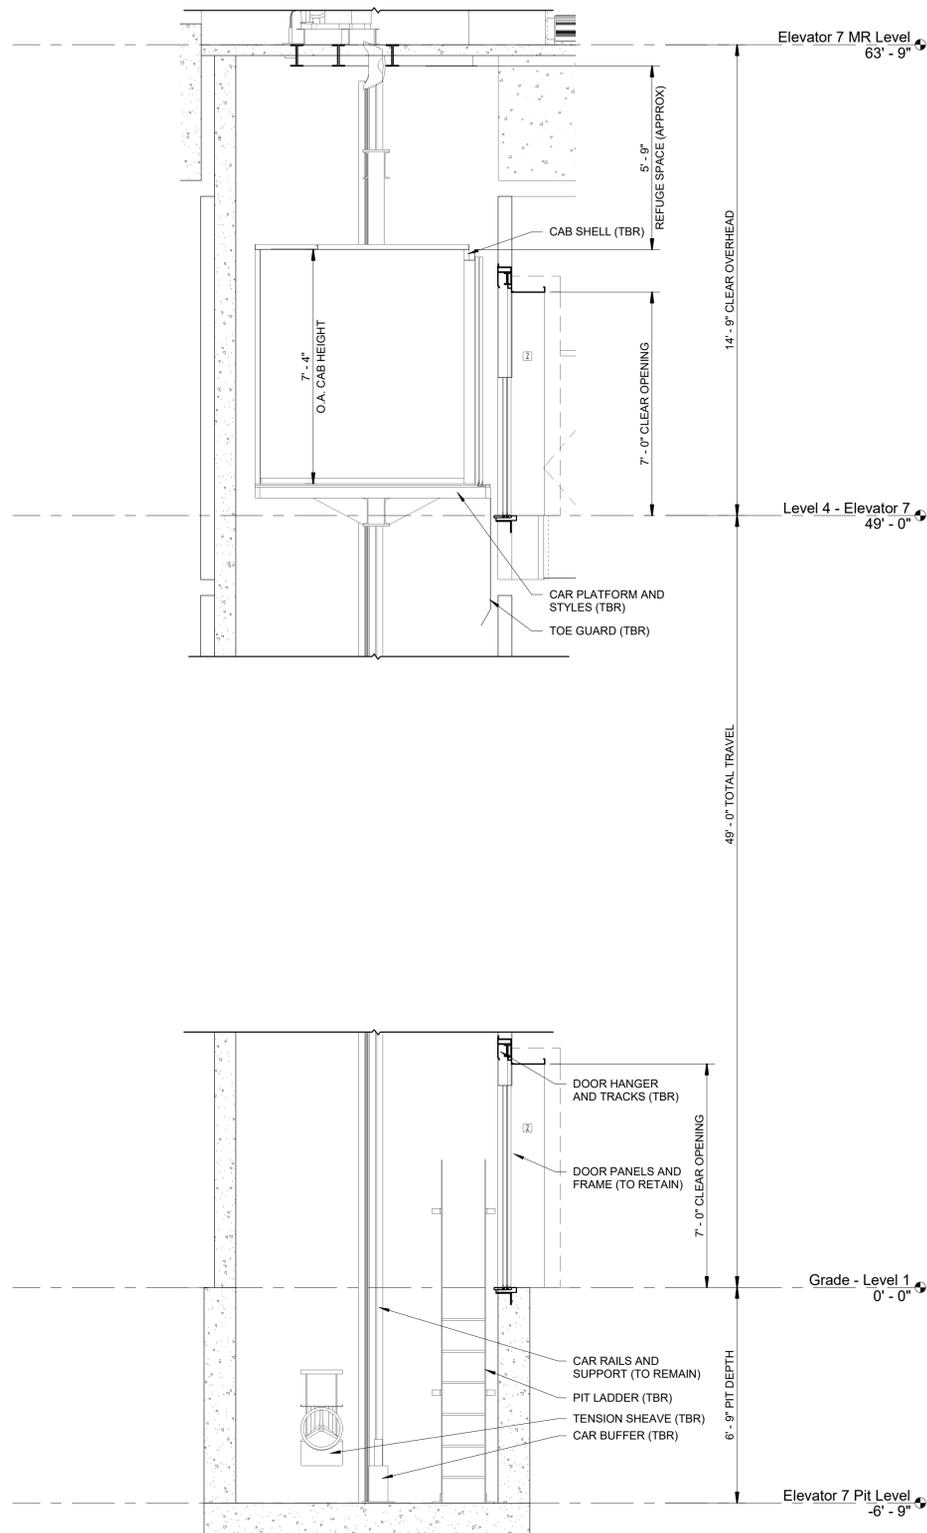 Elevator 7 MR Level
63' - 9"
5' - 9"
REFUGE SPACE (APPROX)
14' - 9" CLEAR OVERHEAD
CAB SHELL (TBR)
7' - 4"
O.A. CAB HEIGHT
7' - 0" CLEAR OPENING
2
Level 4 - Elevator 7
49' - 0"
CAR PLATFORM AND
STYLES (TBR)
TOE GUARD (TBR)
49' - 0" TOTAL TRAVEL
DOOR HANGER
AND TRACKS (TBR)
2
7' - 0" CLEAR OPENING
DOOR PANELS AND
FRAME (TO RETAIN)
Grade - Level 1
0' - 0"
CAR RAILS AND
SUPPORT (TO REMAIN)
PIT LADDER (TBR)
TENSION SHEAVE (TBR)
CAR BUFFER (TBR)
6' - 9" PIT DEPTH
Elevator 7 Pit Level
-6' - 9"